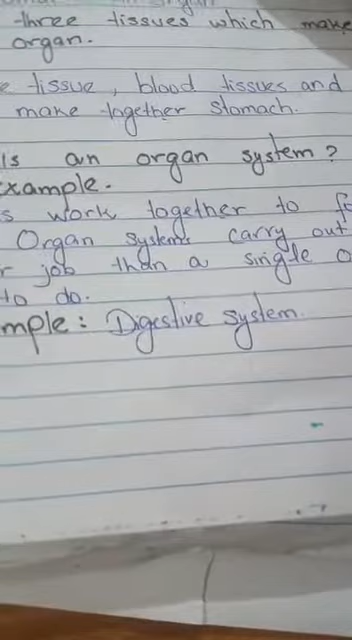 three tissues which make
organ.
tissue, blood tissues and
make together stomach.
is an organ system?
xample.
s work together to
Organ systems carry out
r job than a single o
to do.
mple: Digestive system.